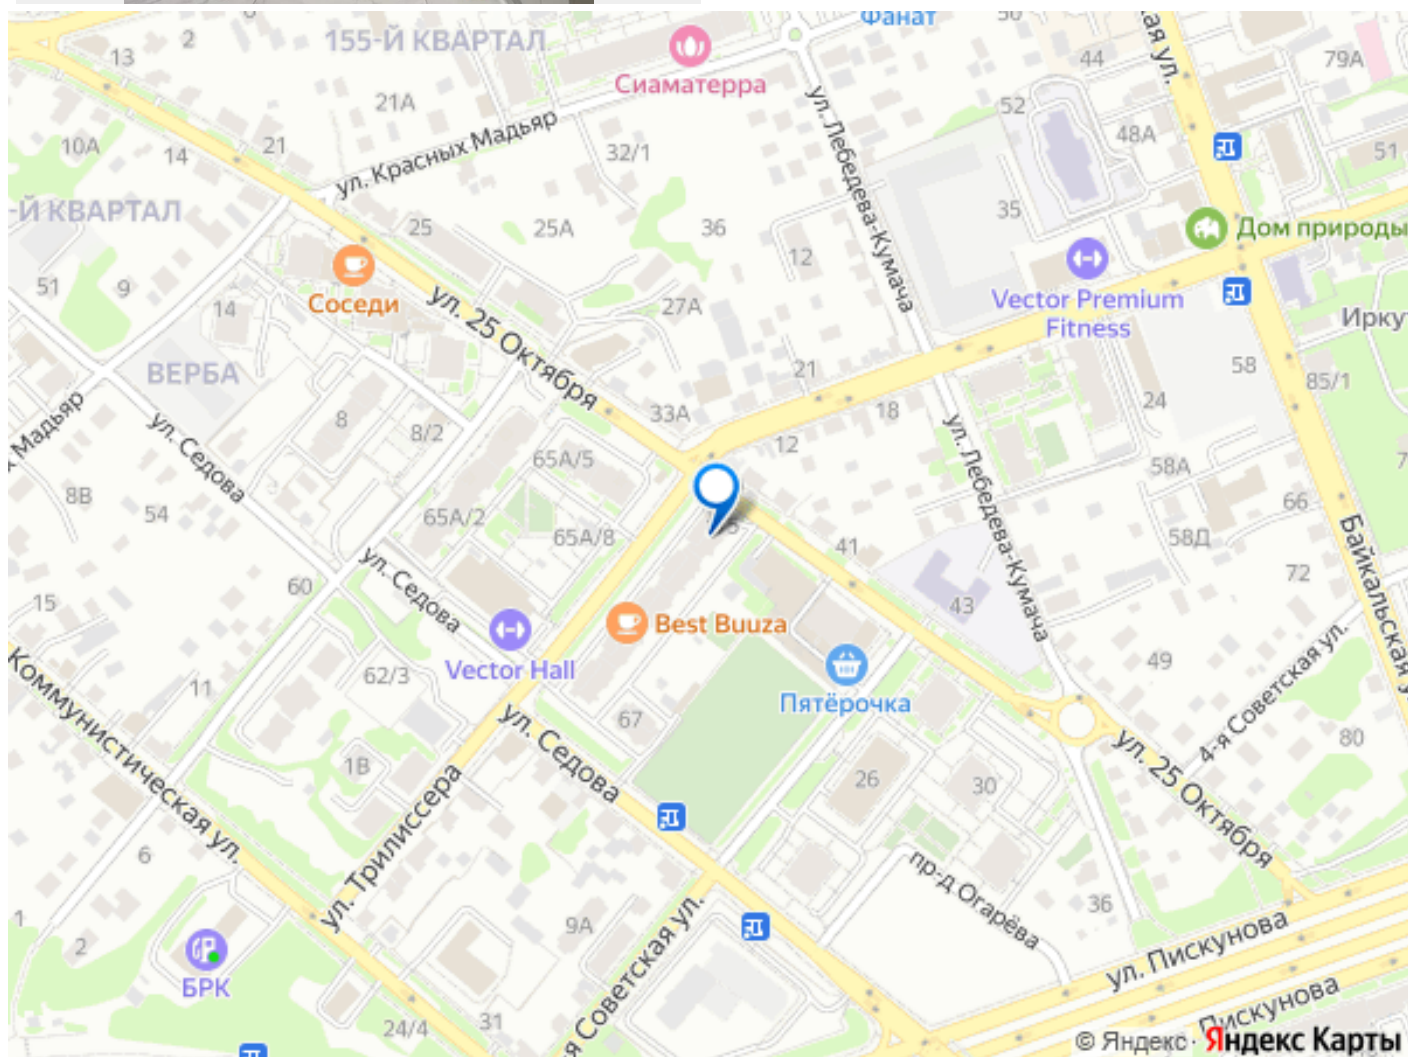 Фанат
50
2
6
13
155-Й КВАРТАЛ
Сиаматерра
44
79А
кая ул.
21А
52
48А
51
10А
14
21
ул. Красных Мадьяр
32/1
ул. Лебедева-Кумача
-Й КВАРТАЛ
25
25А
36
35
Дом природы
12
51
9
14
Соседи
27А
Vector Premium
Fitness
Ирку
ул. 25 Октября
ВЕРБА
21
58
85/1
33А
18
24
8
8/2
12
Мадьяр
ул. Седова
65А/5
ул. Лебедева-Кумача
58А
7
8В
54
65А/2
65А/8
41
66
58Д
Байкальская у
ул. Седова
60
72
15
43
Best Buuza
Vector Hall
62/3
11
49
4-я Советская ул.
Пятёрочка
67
80
Коммунистическая ул.
ул. Седова
1В
26
30
ул. 25 Октября
ул. Трилиссера
6
пр-д Огарёва
36
1
2
9А
ул. Пискунова
БРК
я Советская ул.
31
24/4
Пискунова
© Яндекс
Яндекс Карты